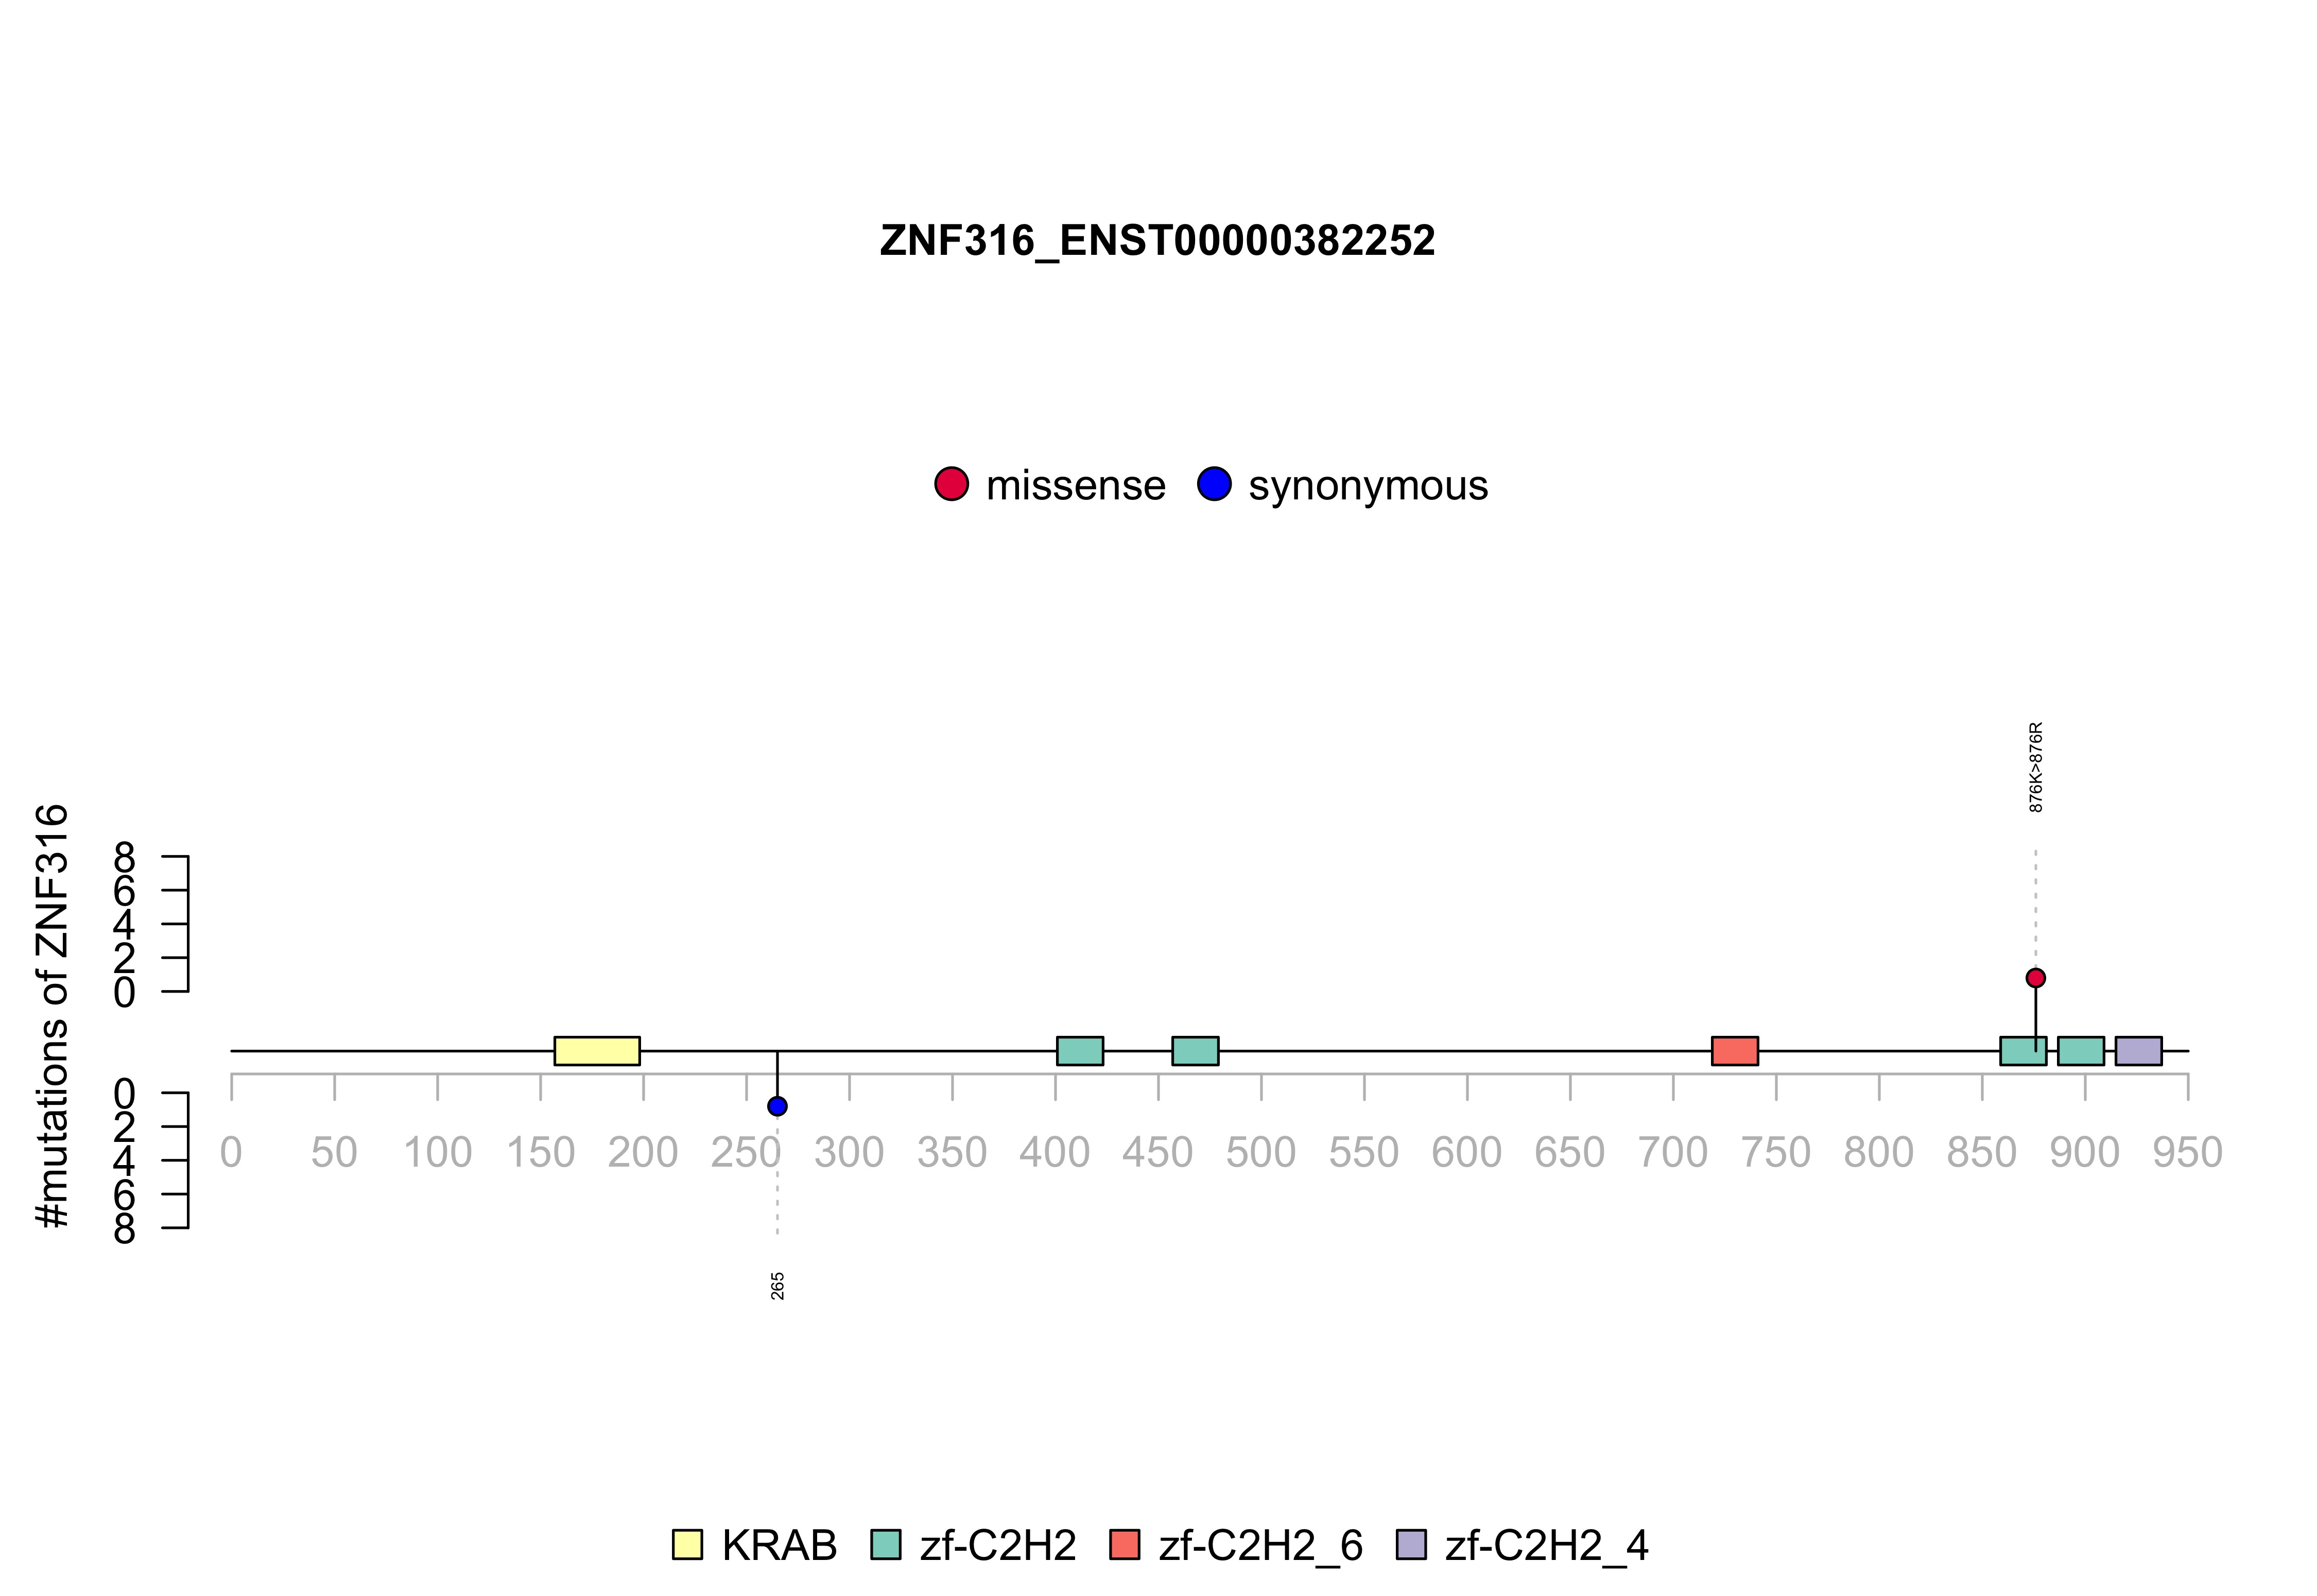 ZNF316_ENST00000382252
missense synonymous
876K>876R
#mutations of ZNF316
8
6
4
2
0
0
2
4
6
8
0 50 100 150 200 250 300 350 400 450 500 550 600 650 700 750 800 850 900 950
265
KRAB zf-C2H2 zf-C2H2_6 zf-C2H2_4